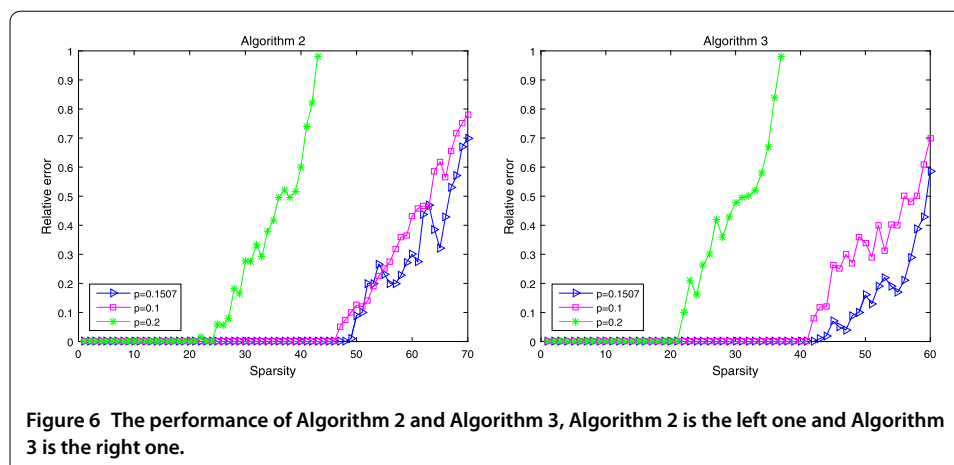 Algorithm 2
1
0.9
0.8
0.7
0.6
0.5
0.4
0.3
0.2
0.1
0
Relative error
p=0.1507
p=0.1
p=0.2
0 10 20 30 40 50 60 70
Sparsity
Algorithm 3
1
0.9
0.8
0.7
0.6
0.5
0.4
0.3
0.2
0.1
0
Relative error
p=0.1507
p=0.1
p=0.2
0 10 20 30 40 50 60
Sparsity
Figure 6 The performance of Algorithm 2 and Algorithm 3, Algorithm 2 is the left one and Algorithm
3 is the right one.